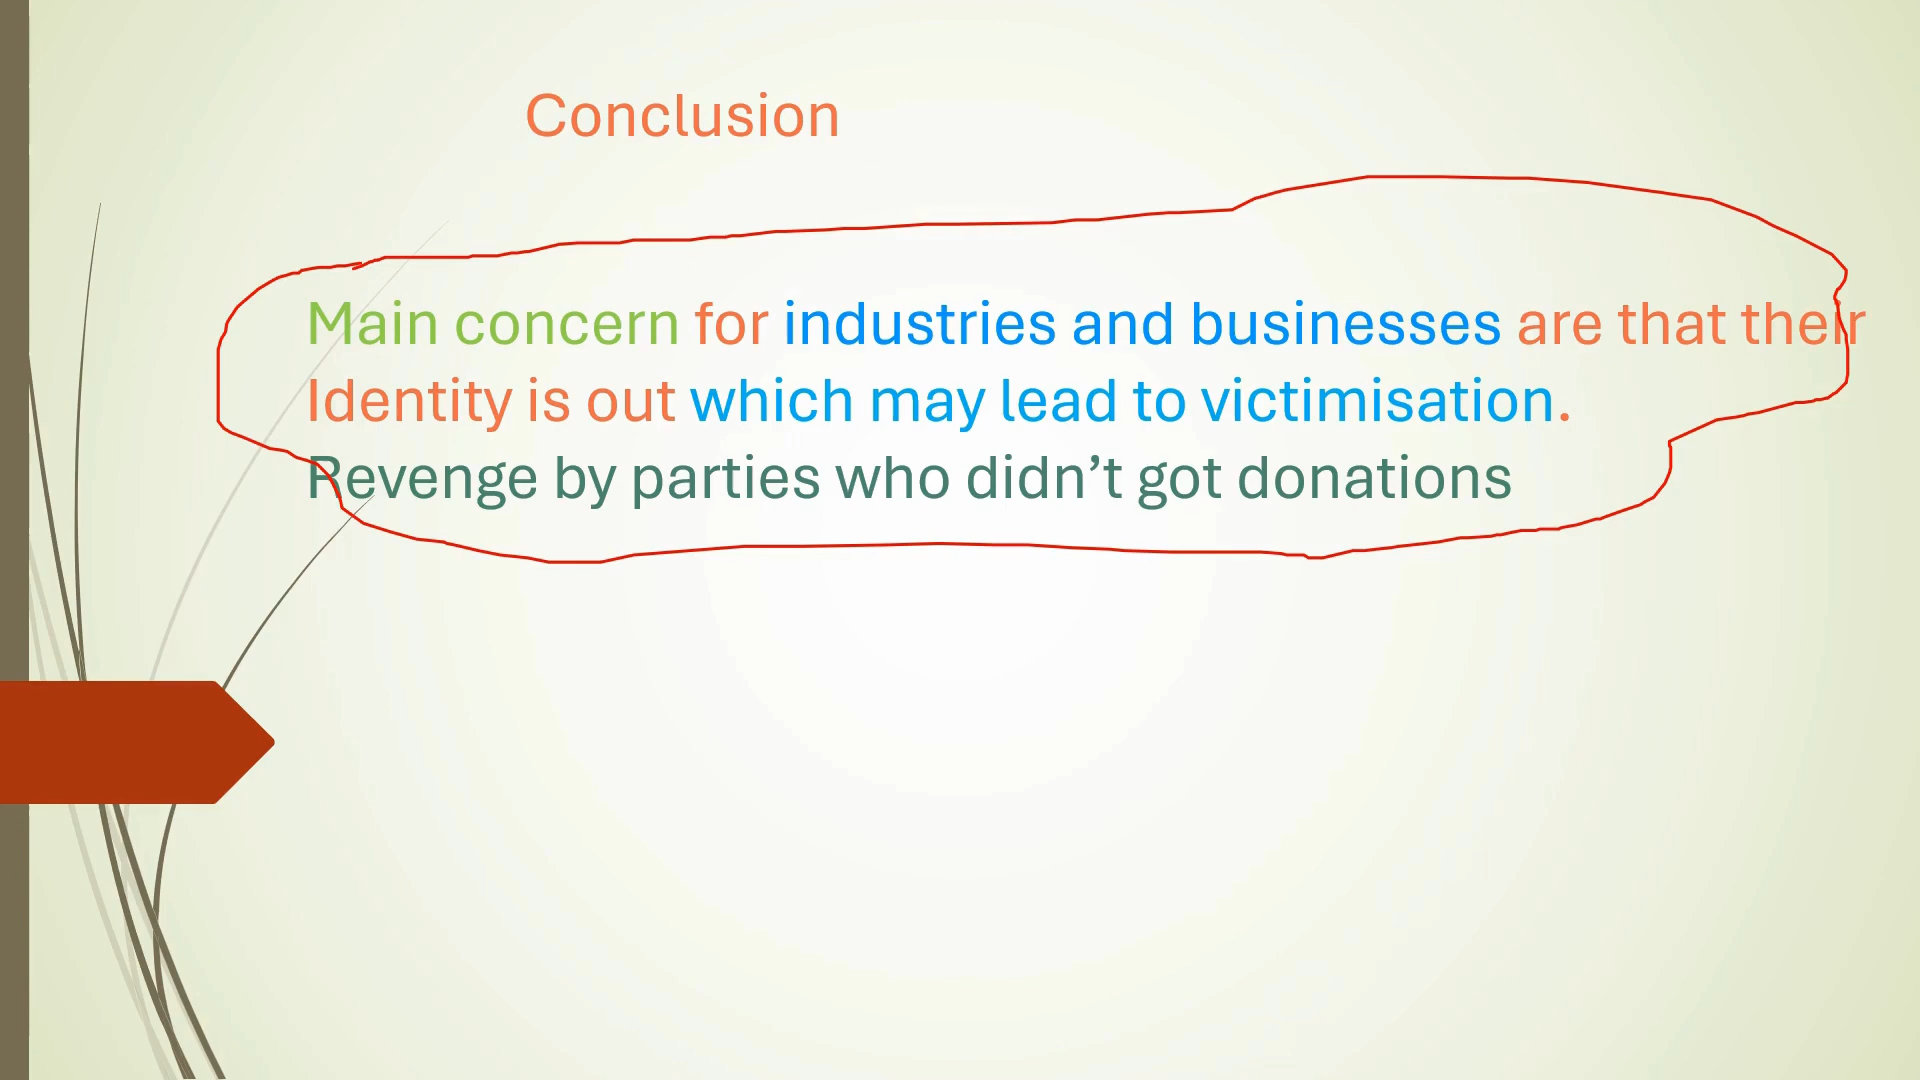 Conclusion
Main concern for industries and businesses are that their
Identity is out which may lead to victimisation.
Revenge by parties who didn’t got donations